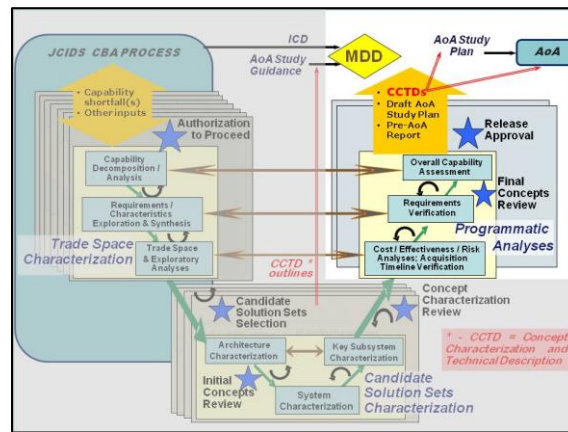 JCIDS CBA PROCESS
ICD
AoA Study
Guidance
MDD
AoA Study
Plan
AoA
• Capability
shortfall(s)
• Other inputs
• CCTDs
• Draft AoA
Study Plan
• Pre-AoA
Report
Authorization
to Proceed
Release
Approval
Capability
Decomposition /
Analysis
Overall Capability
Assessment
Final Concepts
Review
Requirements /
Characteristics
Exploration & Synthesis
Requirements
Verification
Programmatic
Analyses
Trade Space
Characterization
Trade Space
& Exploratory
Analyses
Cost / Effectiveness / Risk
Analyses; Acquisition
Timeline Verification
CCTD *
outlines
Candidate
Solution Sets
Selection
Concept
Characterization
Review
Architecture
Characterization
Key Subsystem
Characterization
* - CCTD = Concept
Characterization and
Technical Description
Initial
Concepts
Review
System
Characterization
Candidate
Solution Sets
Characterization